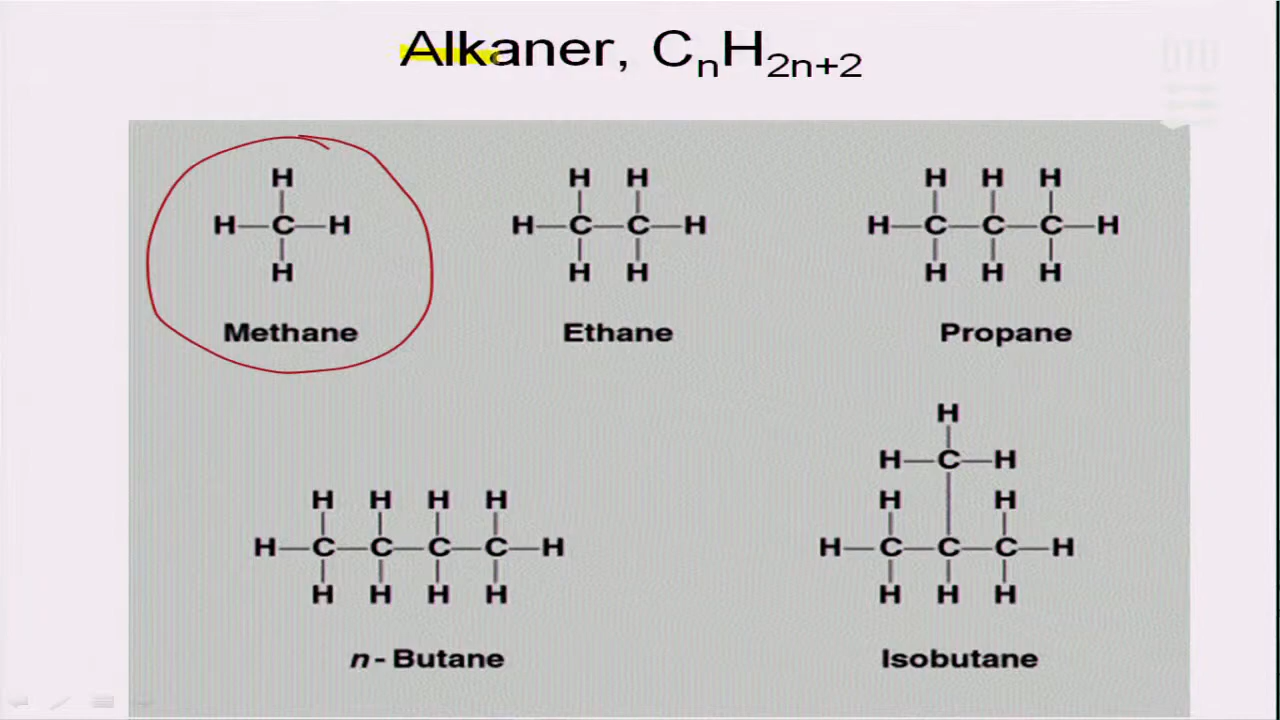 Alkaner, CnH2n+2
H H H H H H
H—C—H H—C—C—H H—C—C—C—H
H H H H H H
Methane Ethane Propane
H
H—C—H
H H H H H H
H—C—C—C—C—H H—C—C—C—H
H H H H H H H
n-Butane Isobutane